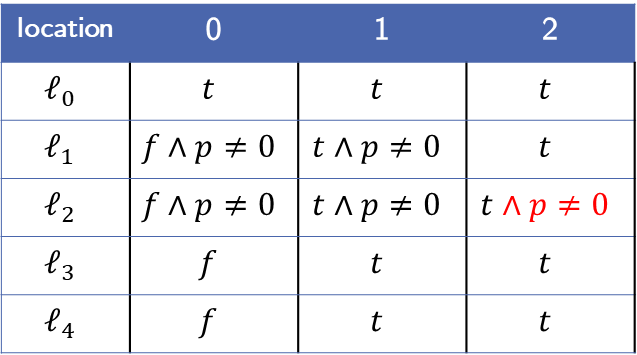 location 0 1 2
ℓ₀ t t t
ℓ₁ f ∧ p ≠ 0 t ∧ p ≠ 0 t
ℓ₂ f ∧ p ≠ 0 t ∧ p ≠ 0 t ∧ p ≠ 0
ℓ₃ f t t
ℓ₄ f t t